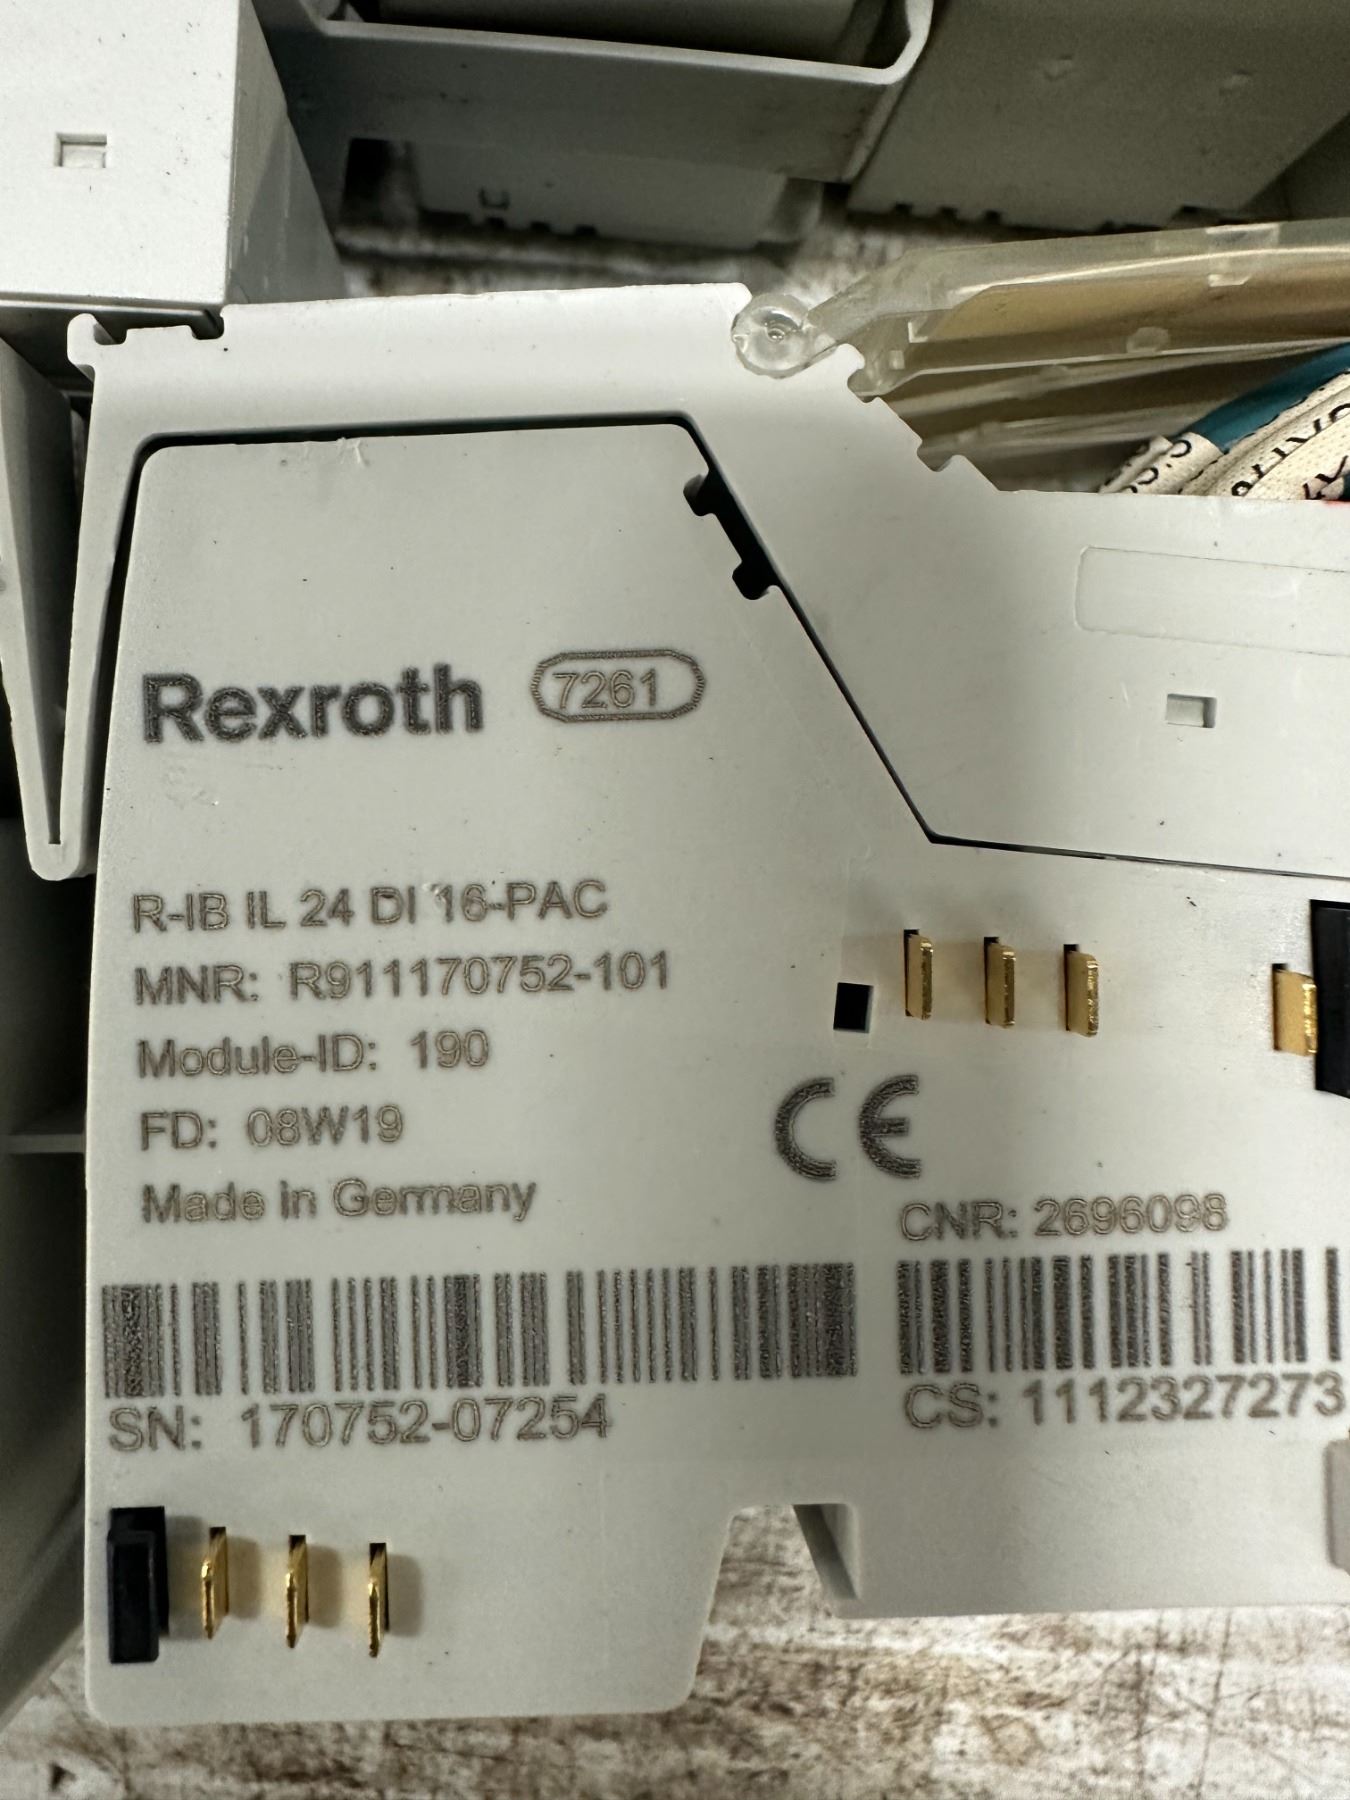 Rexroth 7261
R-IB IL 24 DI 16-PAC
MNR: R911170752-101
Module-ID: 190
FD: 08W19
Made in Germany
CE
CNR: 2696098
SN: 170752-07254
CS: 1112327273